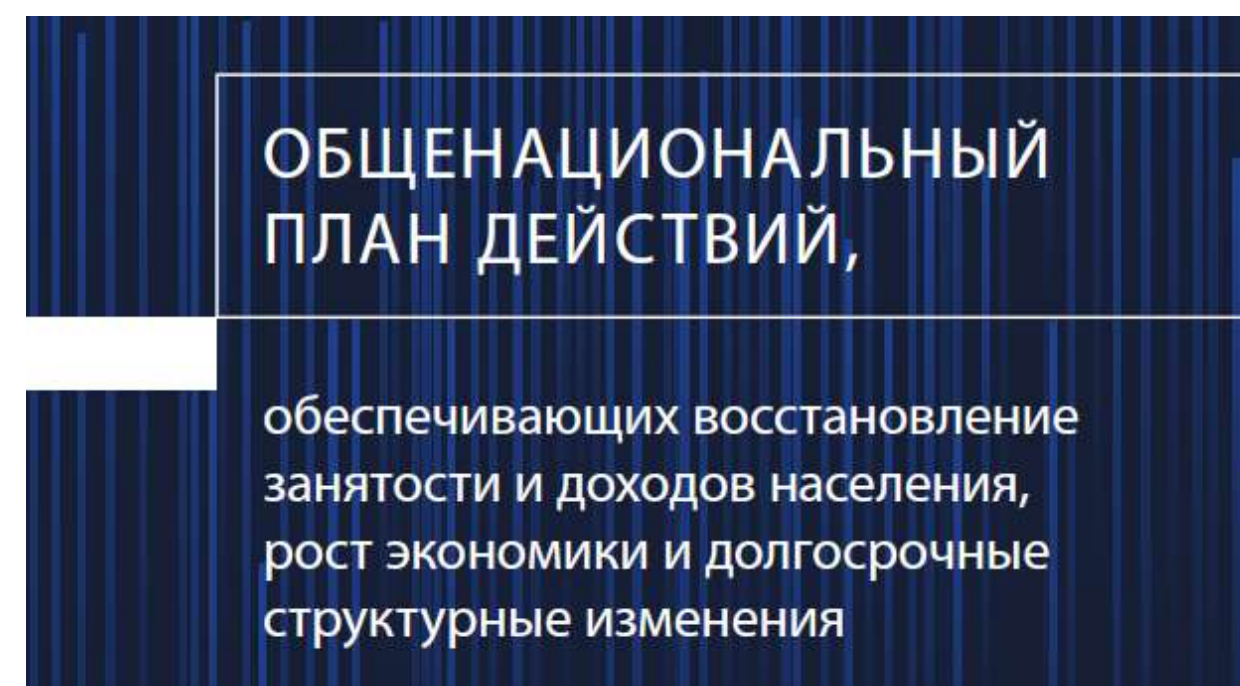 ОБЩЕНАЦИОНАЛЬНЫЙ
ПЛАН ДЕЙСТВИЙ,
обеспечивающих восстановление
занятости и доходов населения,
рост экономики и долгосрочные
структурные изменения